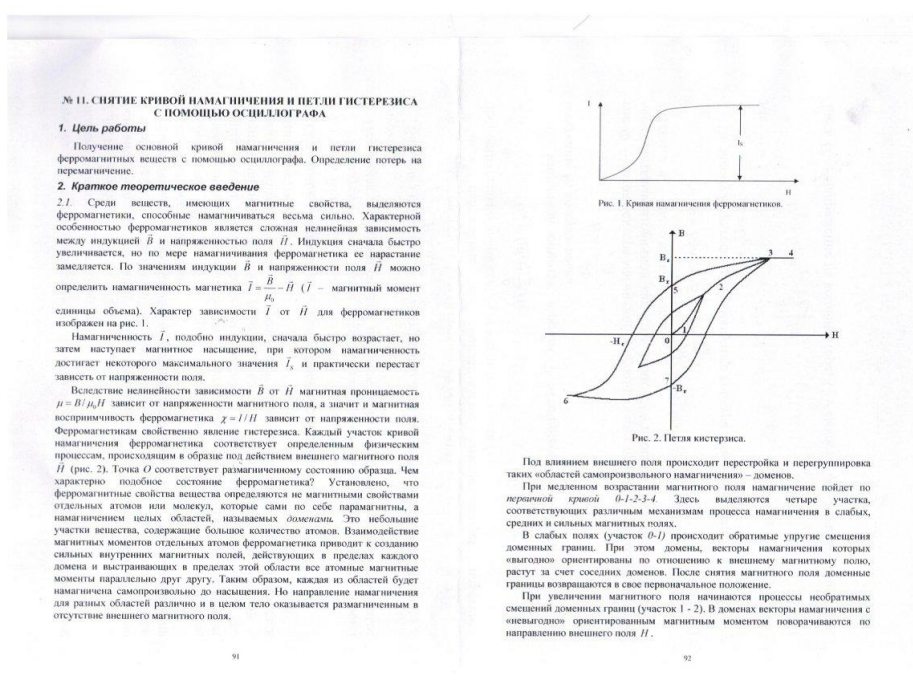 № 11. СНЯТИЕ КРИВОЙ НАМАГНИЧЕНИЯ И ПЕТЛИ ГИСТЕРЕЗИСА
С ПОМОЩЬЮ ОСЦИЛЛОГРАФА
1. Цель работы
Получение основной кривой намагничения и петли гистерезиса
ферромагнитных веществ с помощью осциллографа. Определение потерь на
перемагничение.
2. Краткое теоретическое введение
2.1. Среди веществ, имеющих магнитные свойства, выделяются
ферромагнетики, способные намагничиваться весьма сильно. Характерной
особенностью ферромагнетиков является сложная нелинейная зависимость
между индукцией B⃗ и напряженностью поля H⃗. Индукция сначала быстро
увеличивается, но по мере намагничивания ферромагнетика ее нарастание
замедляется. По значениям индукции B⃗ и напряженности поля H⃗ можно
определить намагниченность магнетика I⃗ = B⃗/μ₀ − H⃗ (I⃗ – магнитный момент
единицы объема). Характер зависимости I⃗ от H⃗ для ферромагнетиков
изображен на рис. 1.
Намагниченность I⃗, подобно индукции, сначала быстро возрастает, но
затем наступает магнитное насыщение, при котором намагниченность
достигает некоторого максимального значения I⃗s и практически перестает
зависеть от напряженности поля.
Вследствие нелинейности зависимости B⃗ от H⃗ магнитная проницаемость
μ = B/μ₀H зависит от напряженности магнитного поля, а значит и магнитная
восприимчивость ферромагнетика χ = I/H зависит от напряженности поля.
Ферромагнетикам свойственно явление гистерезиса. Каждый участок кривой
намагничения ферромагнетика соответствует определенным физическим
процессам, происходящим в образце под действием внешнего магнитного поля
H⃗ (рис. 2). Точка O соответствует размагниченному состоянию образца. Чем
характерно подобное состояние ферромагнетика? Установлено, что
ферромагнитные свойства вещества определяются не магнитными свойствами
отдельных атомов или молекул, которые сами по себе парамагнитны, а
намагничением целых областей, называемых доменами. Это небольшие
участки вещества, содержащие большое количество атомов. Взаимодействие
магнитных моментов отдельных атомов ферромагнетика приводит к созданию
сильных внутренних магнитных полей, действующих в пределах каждого
домена и выстраивающих в пределах этой области все атомные магнитные
моменты параллельно друг другу. Таким образом, каждая из областей будет
намагничена самопроизвольно до насыщения. Но направление намагничения
для разных областей различно и в целом тело оказывается размагниченным в
отсутствие внешнего магнитного поля.
91
I
Is
H
Рис. 1. Кривая намагничения ферромагнетиков.
B
3 4
Br
5
2
-Hc
0
1
H
7
-Br
6
Рис. 2. Петля кистерзиса.
Под влиянием внешнего поля происходит перестройка и перегруппировка
таких «областей самопроизвольного намагничения» – доменов.
При медленном возрастании магнитного поля намагничение пойдет по
первичной кривой 0-1-2-3-4. Здесь выделяются четыре участка,
соответствующих различным механизмам процесса намагничения в слабых,
средних и сильных магнитных полях.
В слабых полях (участок 0-1) происходит обратимые упругие смещения
доменных границ. При этом домены, векторы намагничения которых
«выгодно» ориентированы по отношению к внешнему магнитному полю,
растут за счет соседних доменов. После снятия магнитного поля доменные
границы возвращаются в свое первоначальное положение.
При увеличении магнитного поля начинаются процессы необратимых
смещений доменных границ (участок 1 - 2). В доменах векторы намагничения с
«невыгодно» ориентированным магнитным моментом поворачиваются по
направлению внешнего поля H.
92